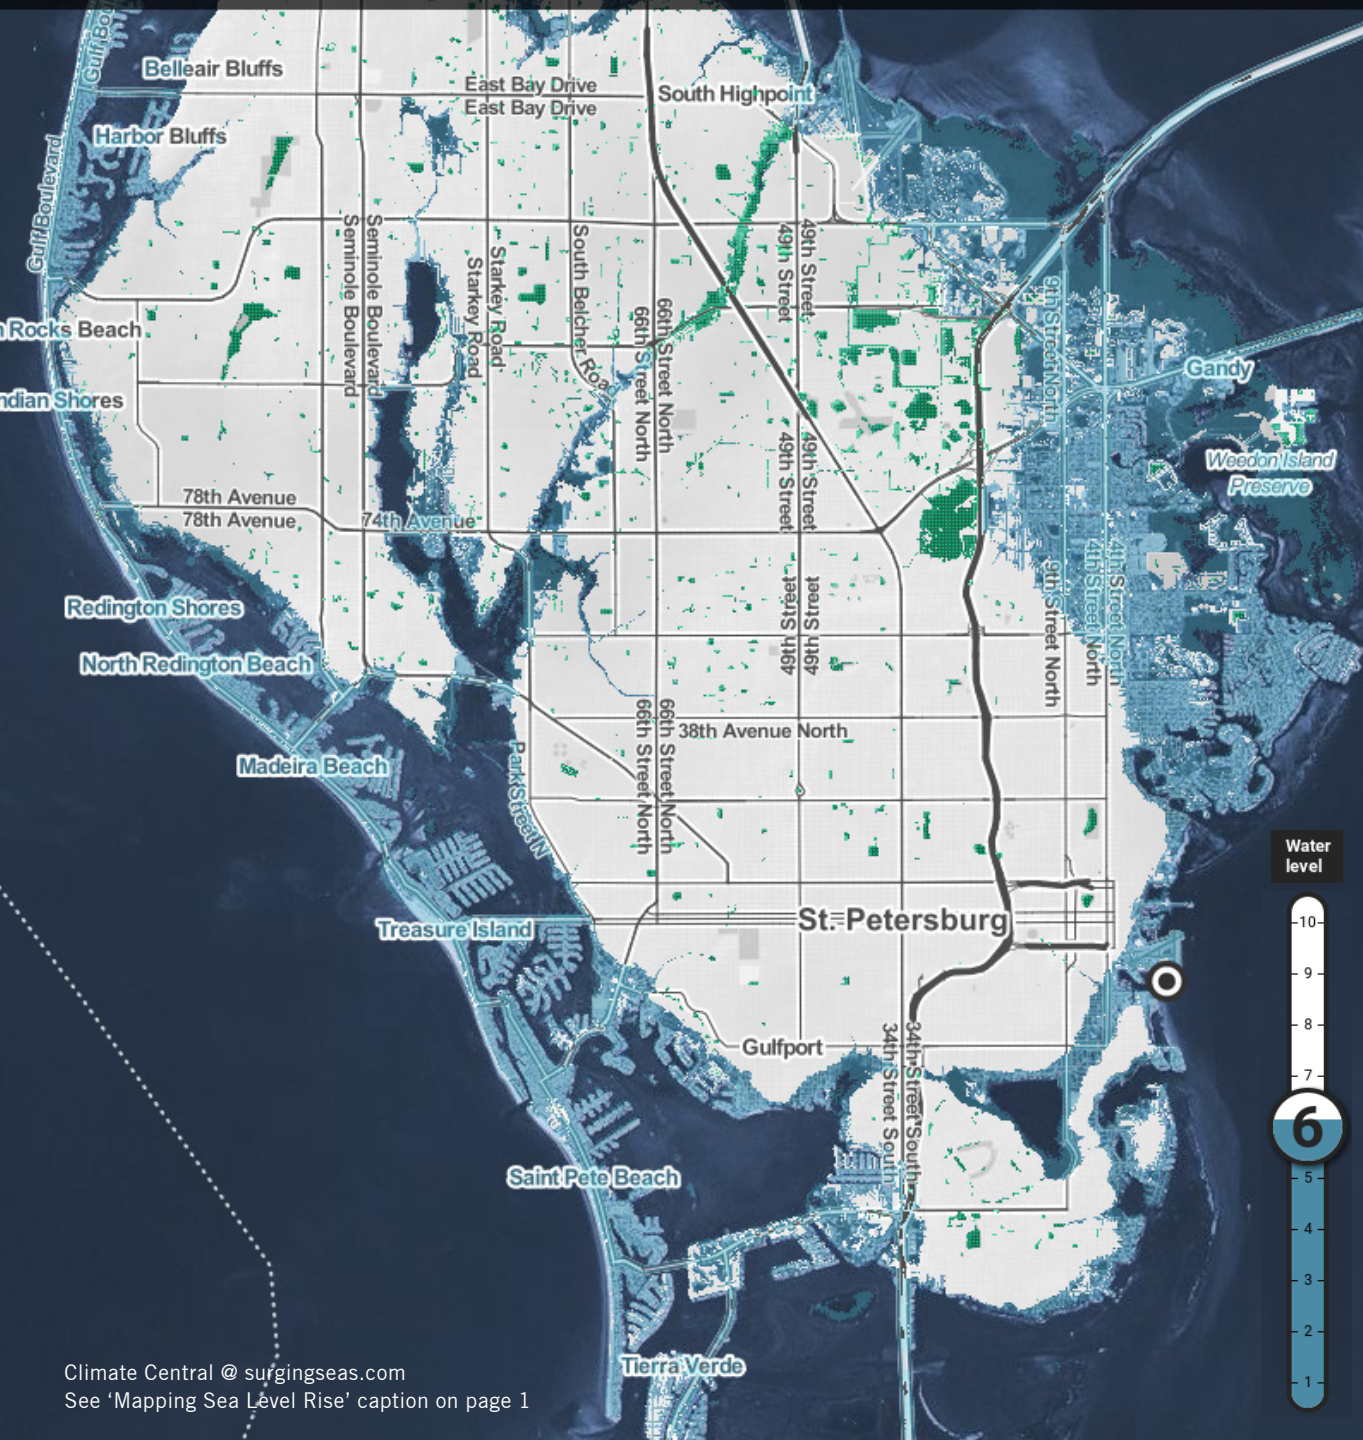 Gulf Bou
Belleair Bluffs
East Bay Drive
East Bay Drive
South Highpoint
Harbor Bluffs
Gulf Boulevard
Seminole Boulevard
Seminole Boulevard
Starkey Road
Starkey Road
South Belcher Road
66th Street North
66th Street North
49th Street
49th Street
9th Street North
n Rocks Beach
Gandy
ndian Shores
Weedon Island
Preserve
49th Street
49th Street
78th Avenue
78th Avenue
74th Avenue
49th Street
49th Street
9th Street North
4th Street North
4th Street North
Redington Shores
North Redington Beach
66th Street North
66th Street North
38th Avenue North
Park Street N
Madeira Beach
Water
level
10
9
8
7
6
5
4
3
2
1
St. Petersburg
Treasure Island
Gulfport
34th Street South
34th Street South
Saint Pete Beach
Tierra Verde
Climate Central @ surgingseas.com
See ‘Mapping Sea Level Rise’ caption on page 1